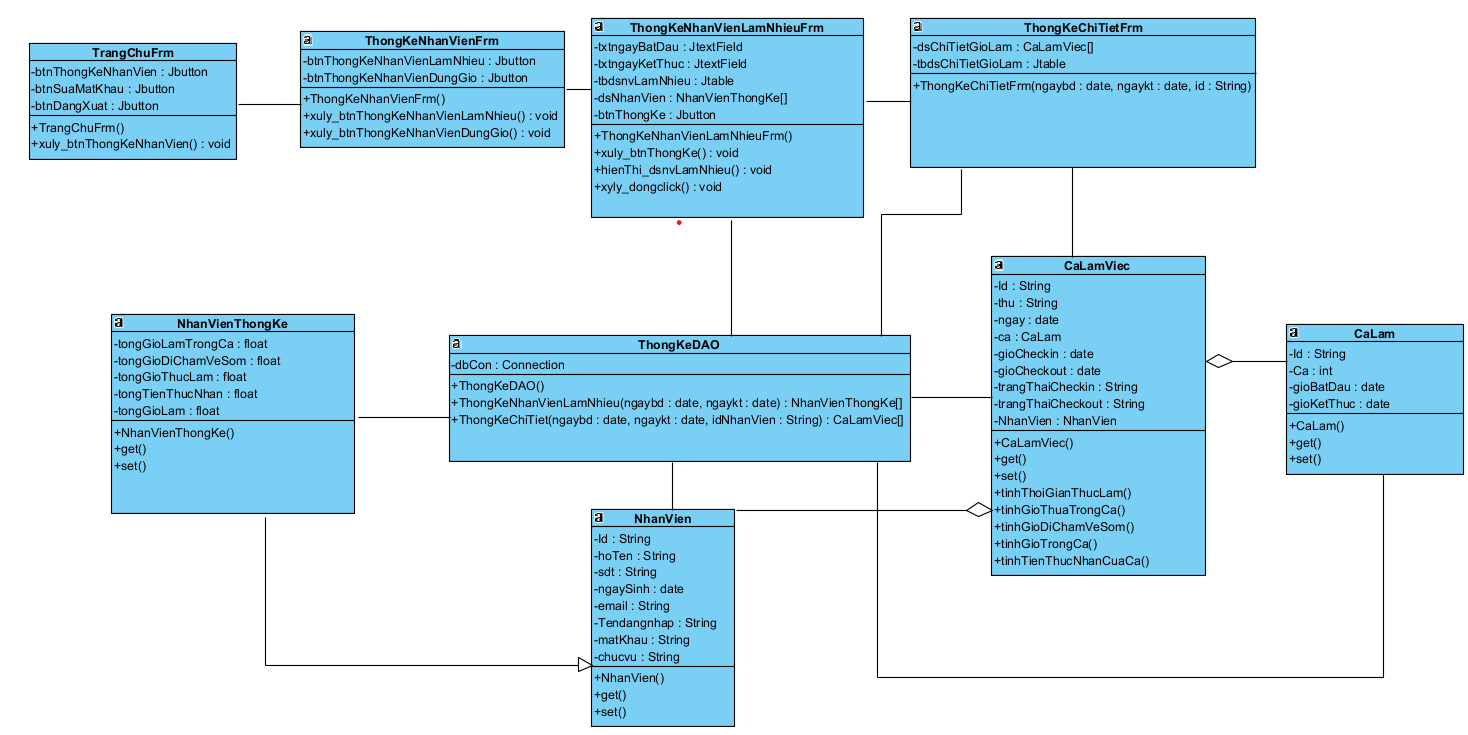 TrangChuFrm
-btnThongKeNhanVien : Jbutton
-btnSuaMatKhau : Jbutton
-btnDangXuat : Jbutton
+TrangChuFrm()
+xuly_btnThongKeNhanVien() : void
a
ThongKeNhanVienFrm
-btnThongKeNhanVienLamNhieu : Jbutton
-btnThongKeNhanVienDungGio : Jbutton
+ThongKeNhanVienFrm()
+xuly_btnThongKeNhanVienLamNhieu() : void
+xuly_btnThongKeNhanVienDungGio() : void
a
ThongKeNhanVienLamNhieuFrm
-txtngayBatDau : JtextField
-txtngayKetThuc : JtextField
-tbdsnvLamNhieu : Jtable
-dsNhanVien : NhanVienThongKe[]
-btnThongKe : Jbutton
+ThongKeNhanVienLamNhieuFrm()
+xuly_btnThongKe() : void
+hienThi_dsnvLamNhieu() : void
+xyly_dongclick() : void
a
ThongKeChiTietFrm
-dsChiTietGioLam : CaLamViec[]
-tbdsChiTietGioLam : Jtable
+ThongKeChiTietFrm(ngaybd : date, ngaykt : date, id : String)
a
NhanVienThongKe
-tongGioLamTrongCa : float
-tongGioDiChamVeSom : float
-tongGioThucLam : float
-tongTienThucNhan : float
-tongGioLam : float
+NhanVienThongKe()
+get()
+set()
a
ThongKeDAO
-dbCon : Connection
+ThongKeDAO()
+ThongKeNhanVienLamNhieu(ngaybd : date, ngaykt : date) : NhanVienThongKe[]
+ThongKeChiTiet(ngaybd : date, ngaykt : date, idNhanVien : String) : CaLamViec[]
a
CaLamViec
-Id : String
-thu : String
-ngay : date
-ca : CaLam
-gioCheckin : date
-gioCheckout : date
-trangThaiCheckin : String
-trangThaiCheckout : String
-NhanVien : NhanVien
+CaLamViec()
+get()
+set()
+tinhThoiGianThucLam()
+tinhGioThuaTrongCa()
+tinhGioDiChamVeSom()
+tinhGioTrongCa()
+tinhTienThucNhanCuaCa()
a
CaLam
-Id : String
-Ca : int
-gioBatDau : date
-gioKetThuc : date
+CaLam()
+get()
+set()
a
NhanVien
-Id : String
-hoTen : String
-sdt : String
-ngaySinh : date
-email : String
-Tendangnhap : String
-matKhau : String
-chucvu : String
+NhanVien()
+get()
+set()